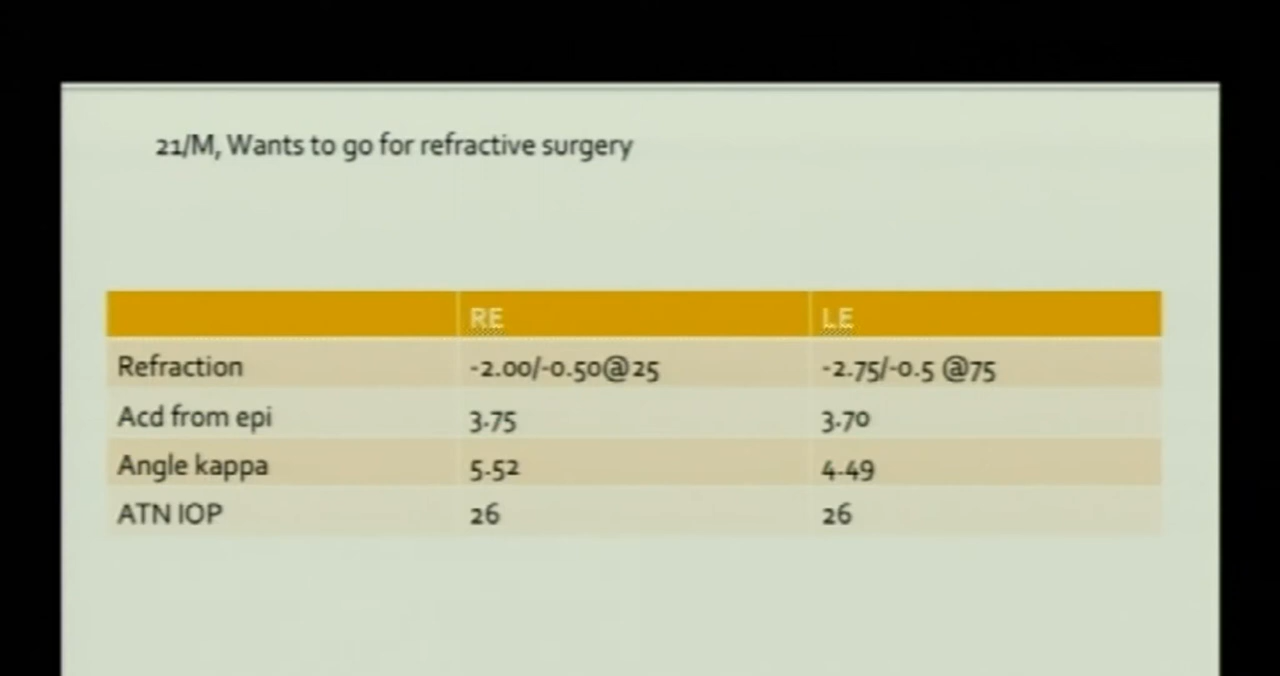 21/M, Wants to go for refractive surgery
RE LE
Refraction -2.00/-0.50@25 -2.75/-0.5 @75
Acd from epi 3.75 3.70
Angle kappa 5.52 4.49
ATN IOP 26 26